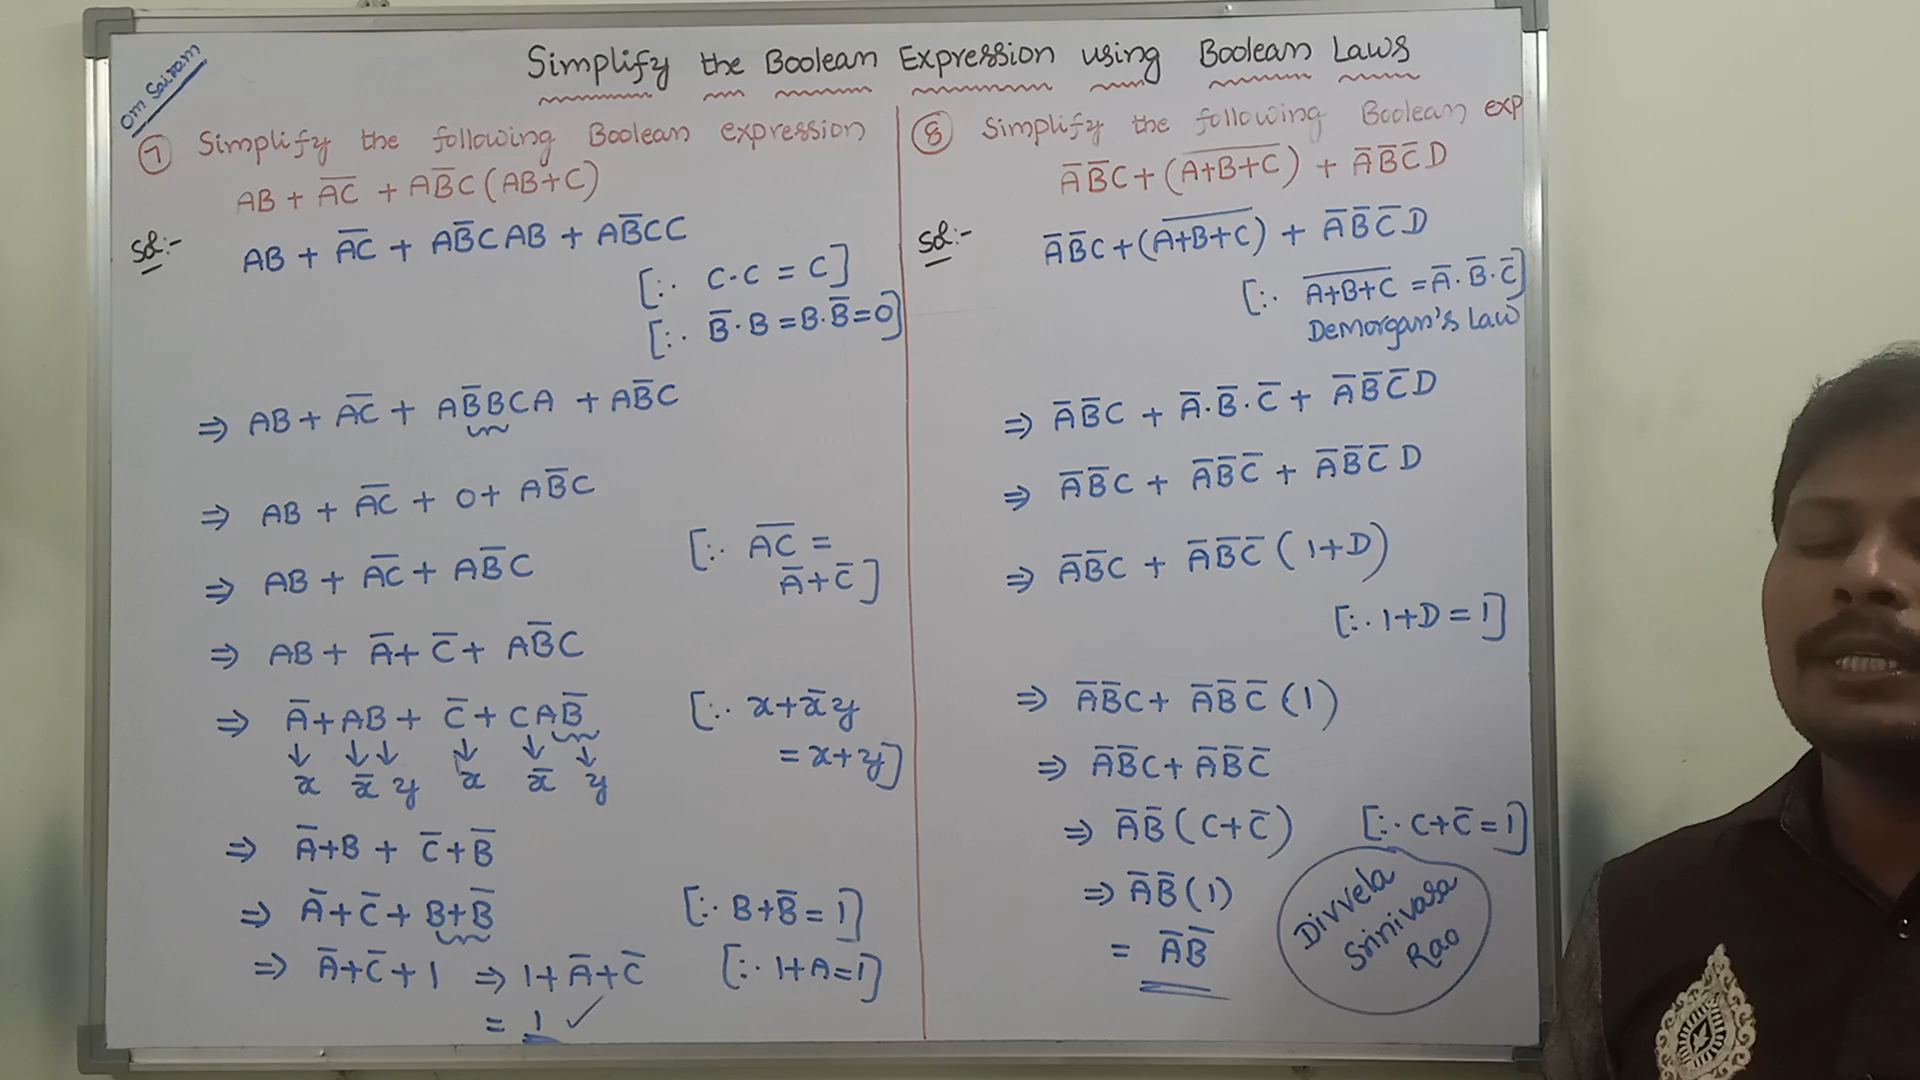 Om Sairam
Simplify the Boolean Expression using Boolean Laws
⑦ Simplify the following Boolean expression
AB + A̅C̅ + AB̅C (AB+C)
Sol:-
AB + A̅C̅ + AB̅CAB + AB̅CC
[∵ C·C = C]
[∵ B̅·B = B·B̅ = 0]
⇒ AB + A̅C̅ + AB̅BCA + AB̅C
⇒ AB + A̅C̅ + 0 + AB̅C
⇒ AB + A̅C̅ + AB̅C
[∵ A̅C̅ =
A̅+C̅]
⇒ AB + A̅ + C̅ + AB̅C
⇒ A̅ + AB + C̅ + CAB̅
[∵ x+x̅y
= x+y]
↓ ↓ ↓ ↓ ↓ ↓
x x̅ y x x̅ y
⇒ A̅+B + C̅+B̅
⇒ A̅+C̅ + B+B̅ [∵ B+B̅ = 1]
⇒ A̅+C̅+1 ⇒ 1+A̅+C̅ [∵ 1+A=1]
= 1 ✓
⑧ Simplify the following Boolean exp
A̅B̅C + (A̅+̅B̅+̅C̅) + A̅B̅C̅D
Sol:-
A̅B̅C + (A̅+̅B̅+̅C̅) + A̅B̅C̅D
[∵ A̅+̅B̅+̅C̅ = A̅·B̅·C̅]
DeMorgan's Law
⇒ A̅B̅C + A̅·B̅·C̅ + A̅B̅C̅D
⇒ A̅B̅C + A̅B̅C̅ + A̅B̅C̅D
⇒ A̅B̅C + A̅B̅C̅ (1+D)
[∵ 1+D = 1]
⇒ A̅B̅C + A̅B̅C̅ (1)
⇒ A̅B̅C + A̅B̅C̅
⇒ A̅B̅ (C+C̅) [∵ C+C̅ = 1]
⇒ A̅B̅ (1)
= A̅B̅
Divvela
Srinivasa
Rao